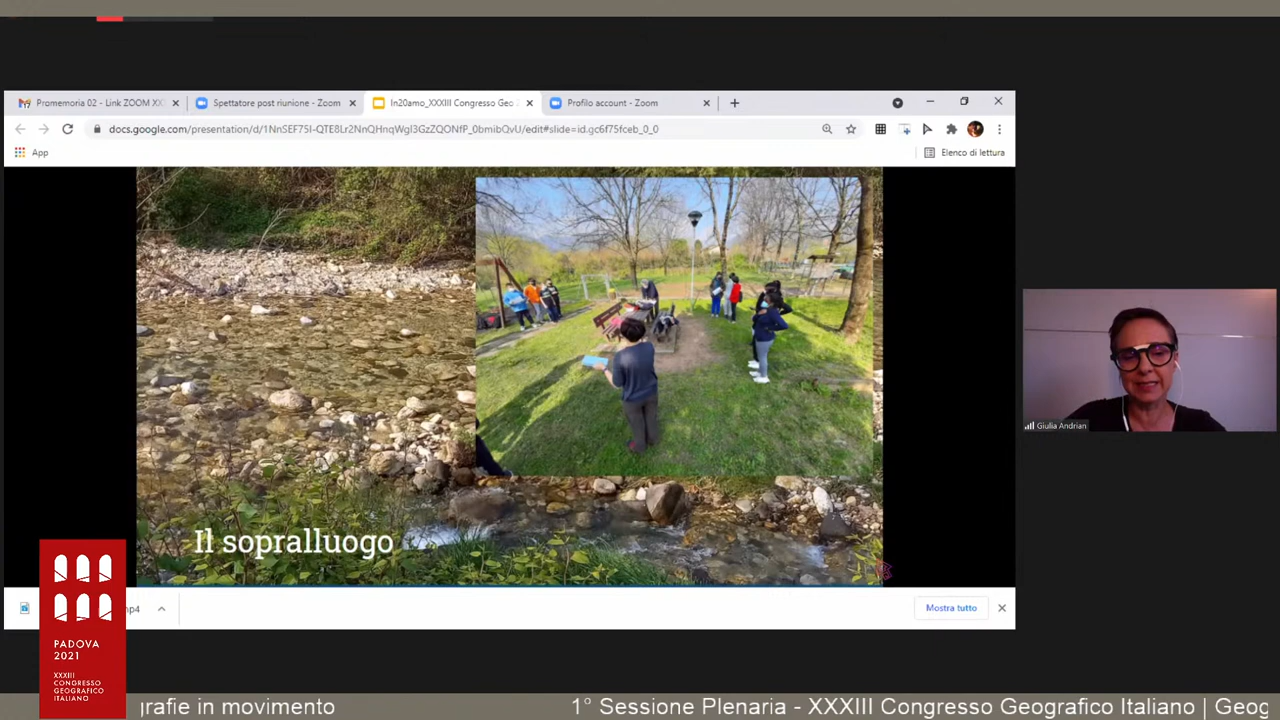 Promemoria 02 - Link ZOOM XX
Spettatore post riunione - Zoom
In20amo_XXXIII Congresso Geo
Profilo account - Zoom
docs.google.com/presentation/d/1NnSEF75I-QTE8Lr2NnQHnqWgl3GzZQONfP_0bmibQvU/edit#slide=id.gc6f75fceb_0_0
App
Elenco di lettura
Giulia Andrian
Il sopralluogo
mp4
Mostra tutto
PADOVA
2021
XXXIII
CONGRESSO
GEOGRAFICO
ITALIANO
grafie in movimento
1° Sessione Plenaria - XXXIII Congresso Geografico Italiano | Geog